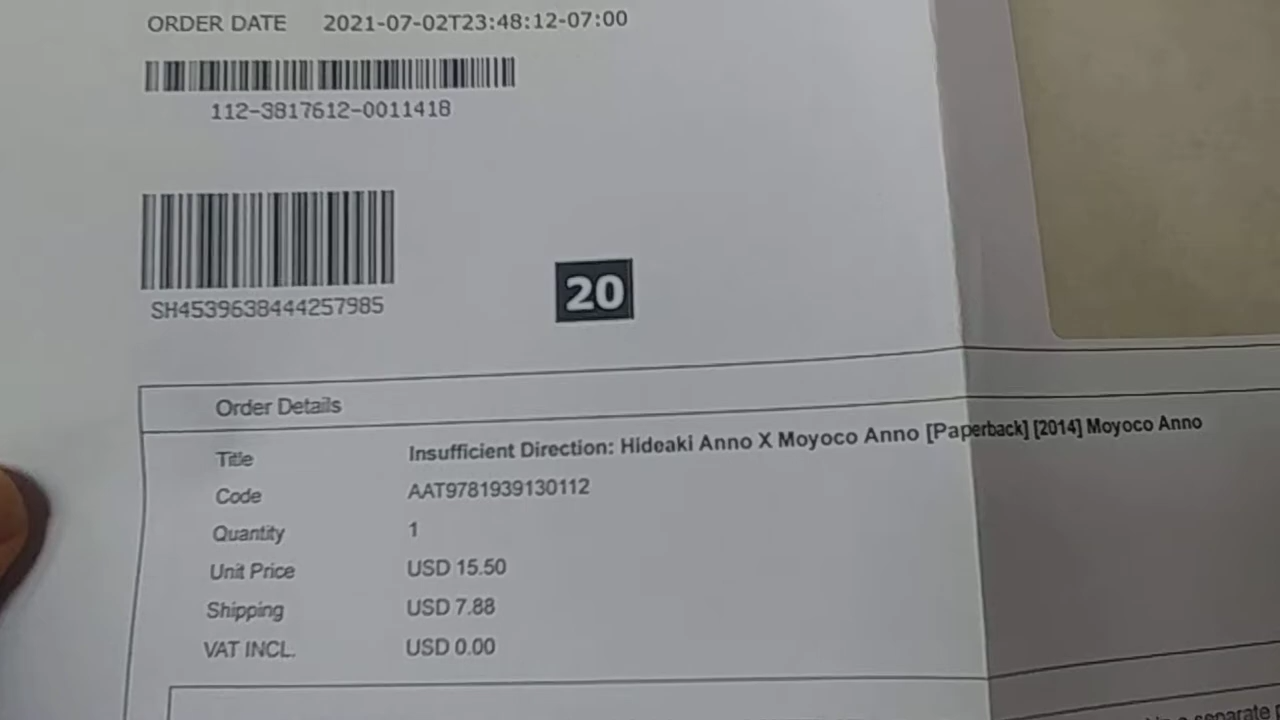 ORDER DATE 2021-07-02T23:48:12-07:00
112-3817612-0011418
SH4539638444257985
20
Order Details
Title Insufficient Direction: Hideaki Anno X Moyoco Anno [Paperback] [2014] Moyoco Anno
Code AAT9781939130112
Quantity 1
Unit Price USD 15.50
Shipping USD 7.88
VAT INCL. USD 0.00
a separate